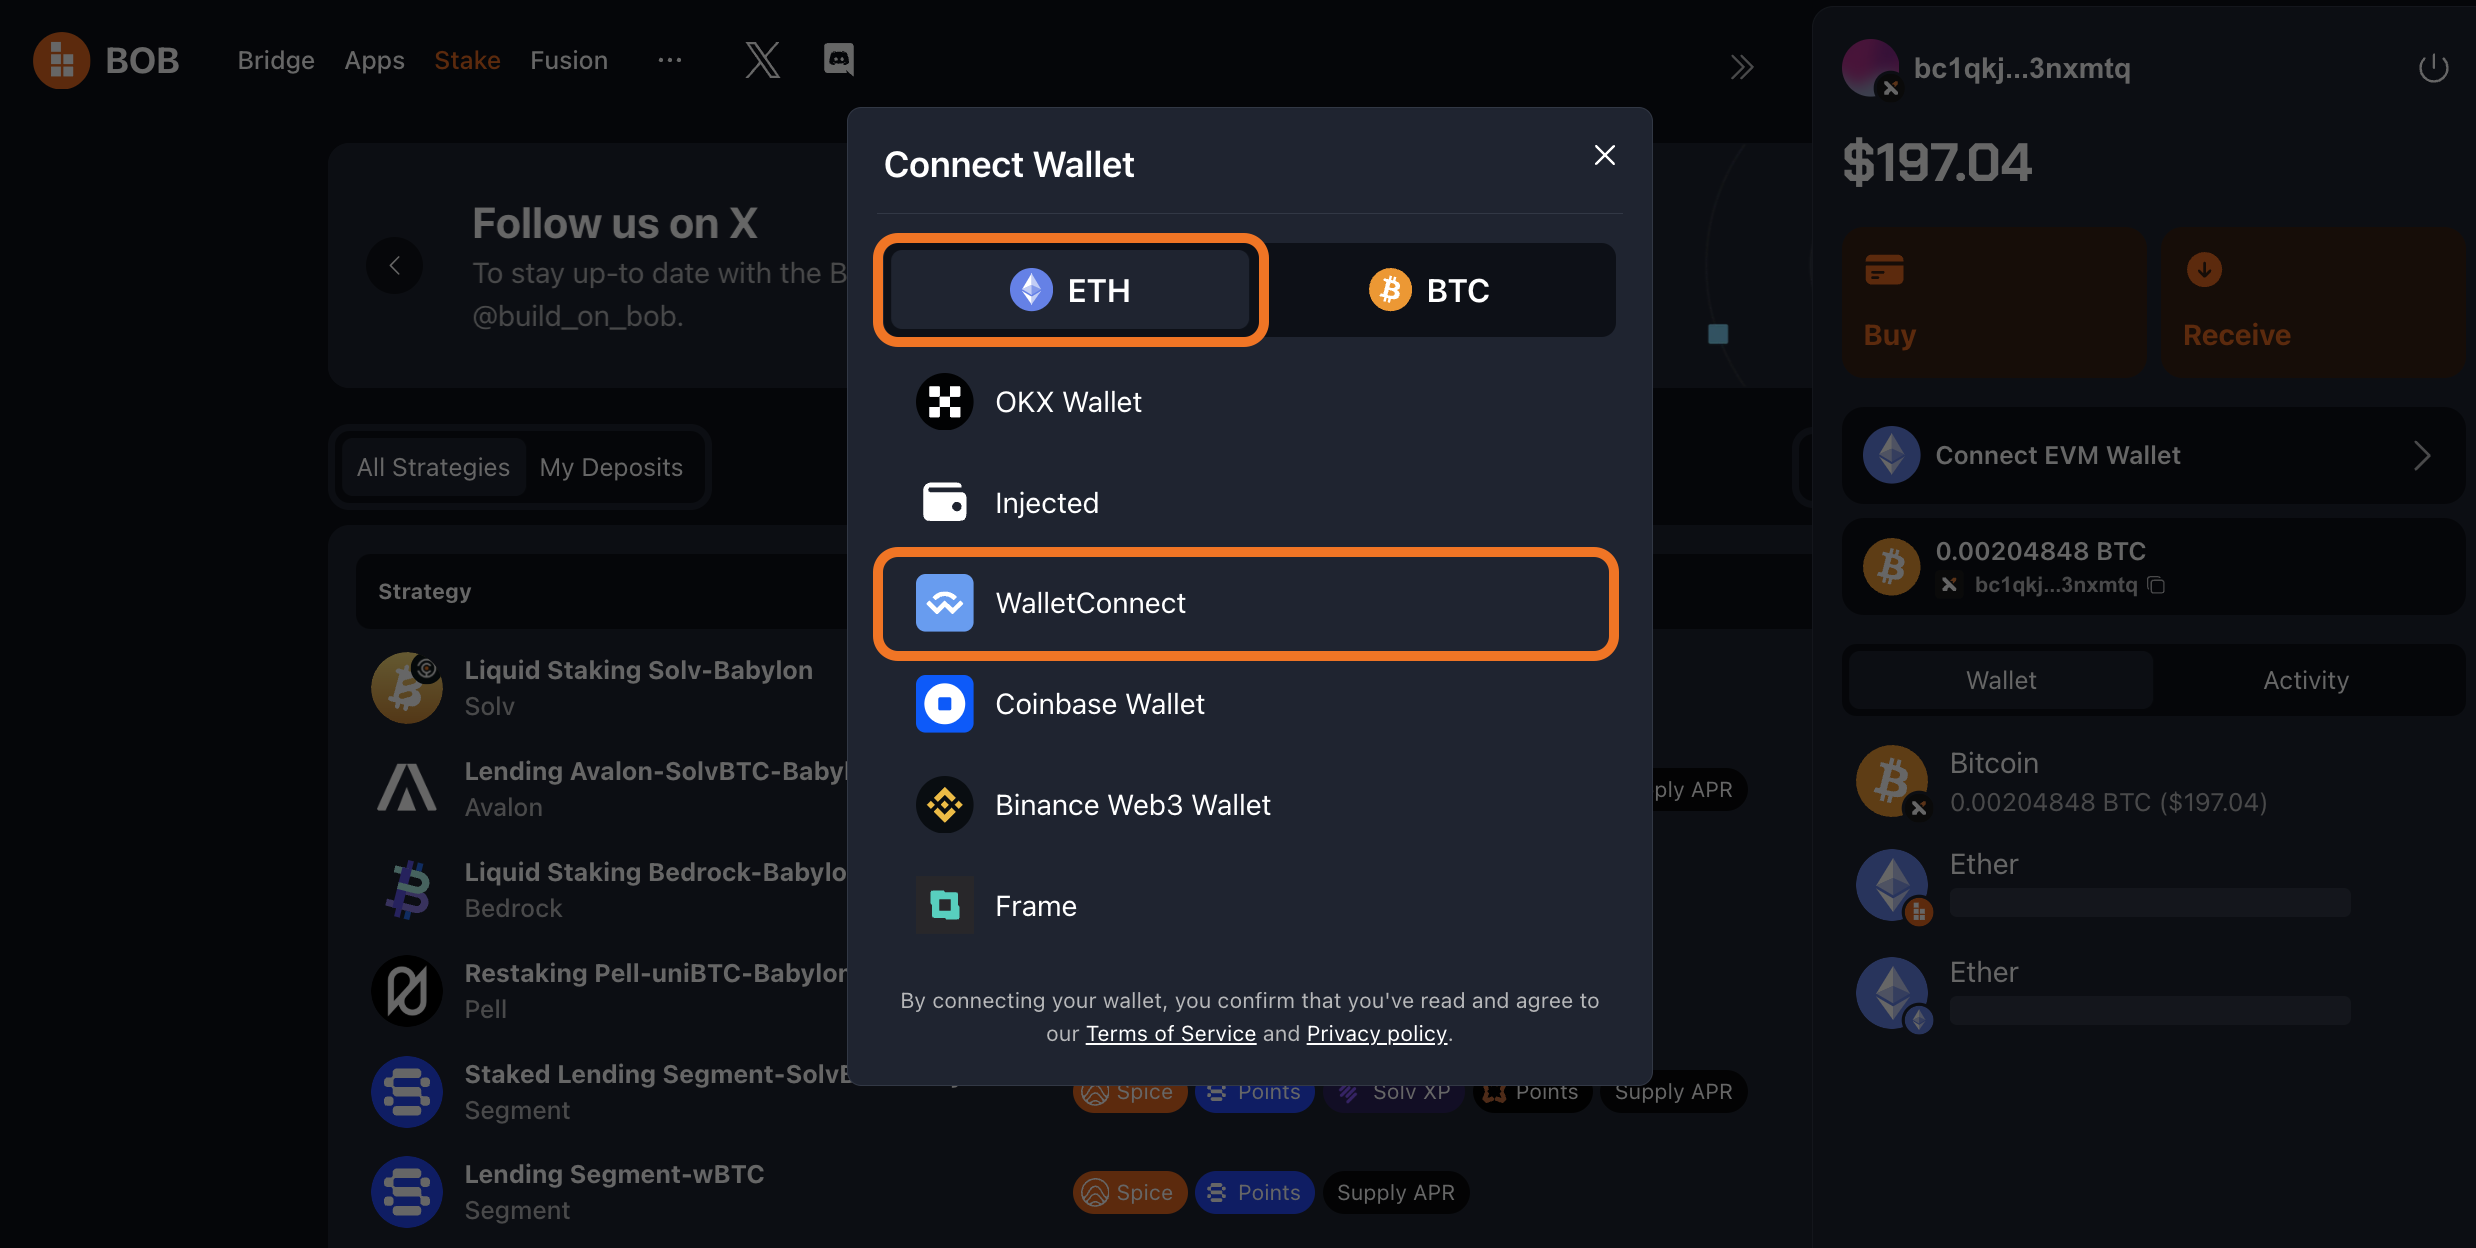 BOB
Bridge
Apps
Stake
Fusion
bc1qkj...3nxmtq
$197.04
Buy
Receive
Connect EVM Wallet
0.00204848 BTC
bc1qkj...3nxmtq
Wallet
Activity
Bitcoin
0.00204848 BTC ($197.04)
Ether
Ether
Follow us on X
To stay up-to date with the B
@build_on_bob.
All Strategies
My Deposits
Strategy
Liquid Staking Solv-Babylon
Solv
Lending Avalon-SolvBTC-Babyl
Avalon
ply APR
Liquid Staking Bedrock-Babylo
Bedrock
Restaking Pell-uniBTC-Babylon
Pell
Staked Lending Segment-SolvB
Segment
Spice
Points
Solv XP
Points
Supply APR
Lending Segment-wBTC
Segment
Spice
Points
Supply APR
Connect Wallet
ETH
BTC
OKX Wallet
Injected
WalletConnect
Coinbase Wallet
Binance Web3 Wallet
Frame
By connecting your wallet, you confirm that you've read and agree to
our Terms of Service and Privacy policy.